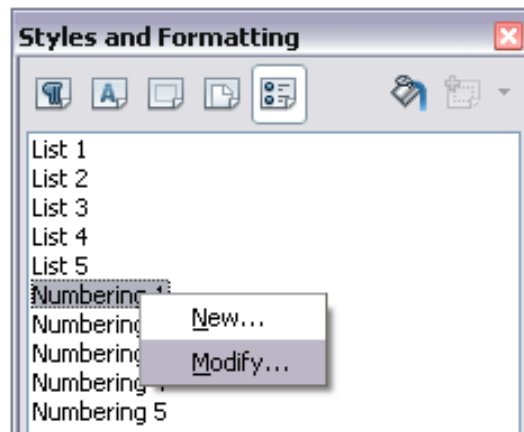 Styles and Formatting
List 1
List 2
List 3
List 4
List 5
Numbering 1
New...
Numbering
Numbering
Modify...
Numbering
Numbering 5